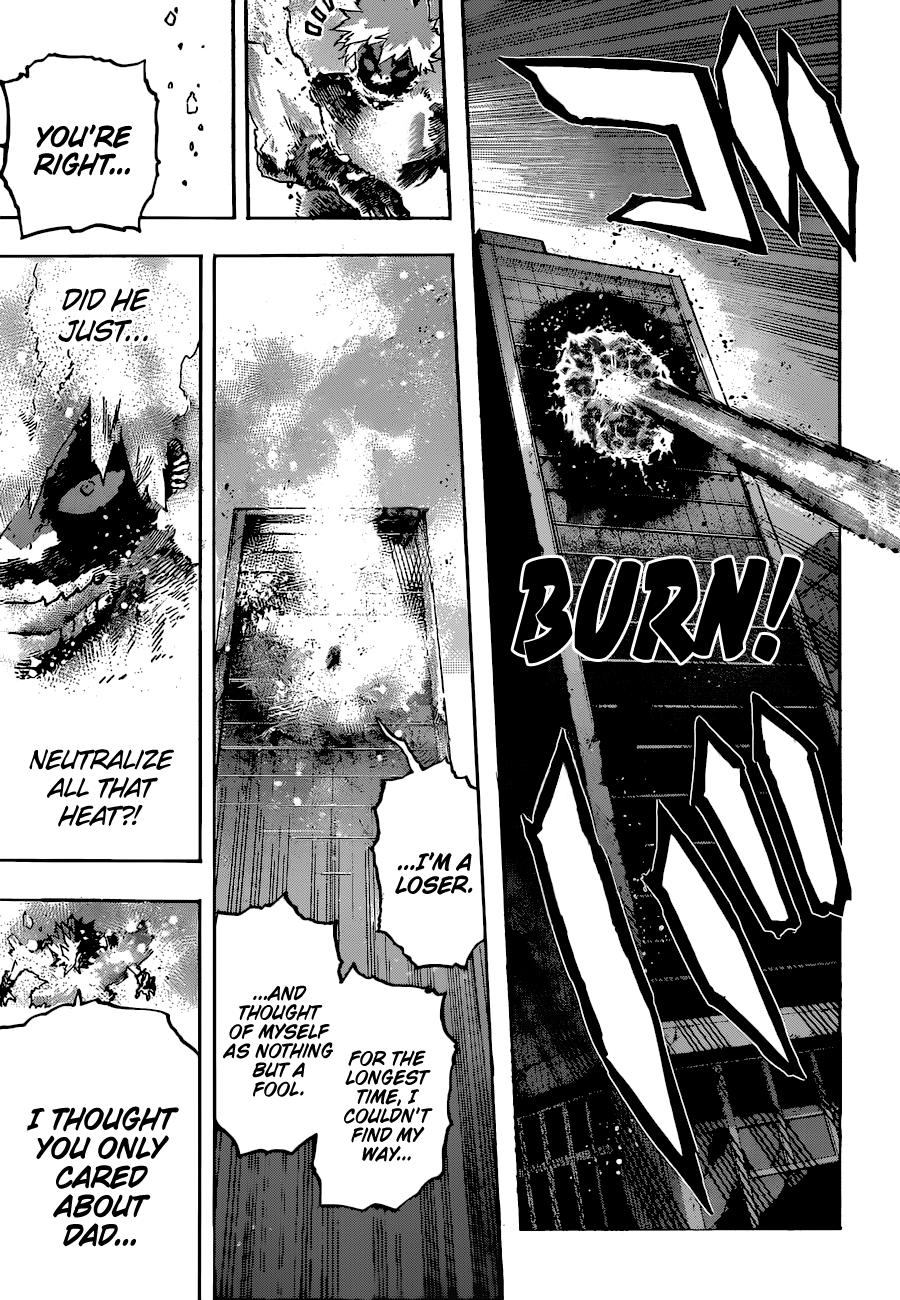 BURN!
YOU'RE
RIGHT...
...I'M A
LOSER.
FOR THE
LONGEST
TIME, I
COULDN'T
FIND MY
WAY...
...AND
THOUGHT
OF MYSELF
AS NOTHING
BUT A
FOOL.
DID HE
JUST...
NEUTRALIZE
ALL THAT
HEAT?!
I THOUGHT
YOU ONLY
CARED
ABOUT
DAD...